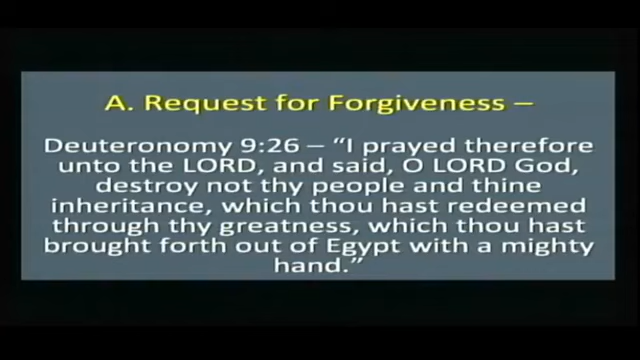 A. Request for Forgiveness –
Deuteronomy 9:26 – “I prayed therefore
unto the LORD, and said, O LORD God,
destroy not thy people and thine
inheritance, which thou hast redeemed
through thy greatness, which thou hast
brought forth out of Egypt with a mighty
hand.”